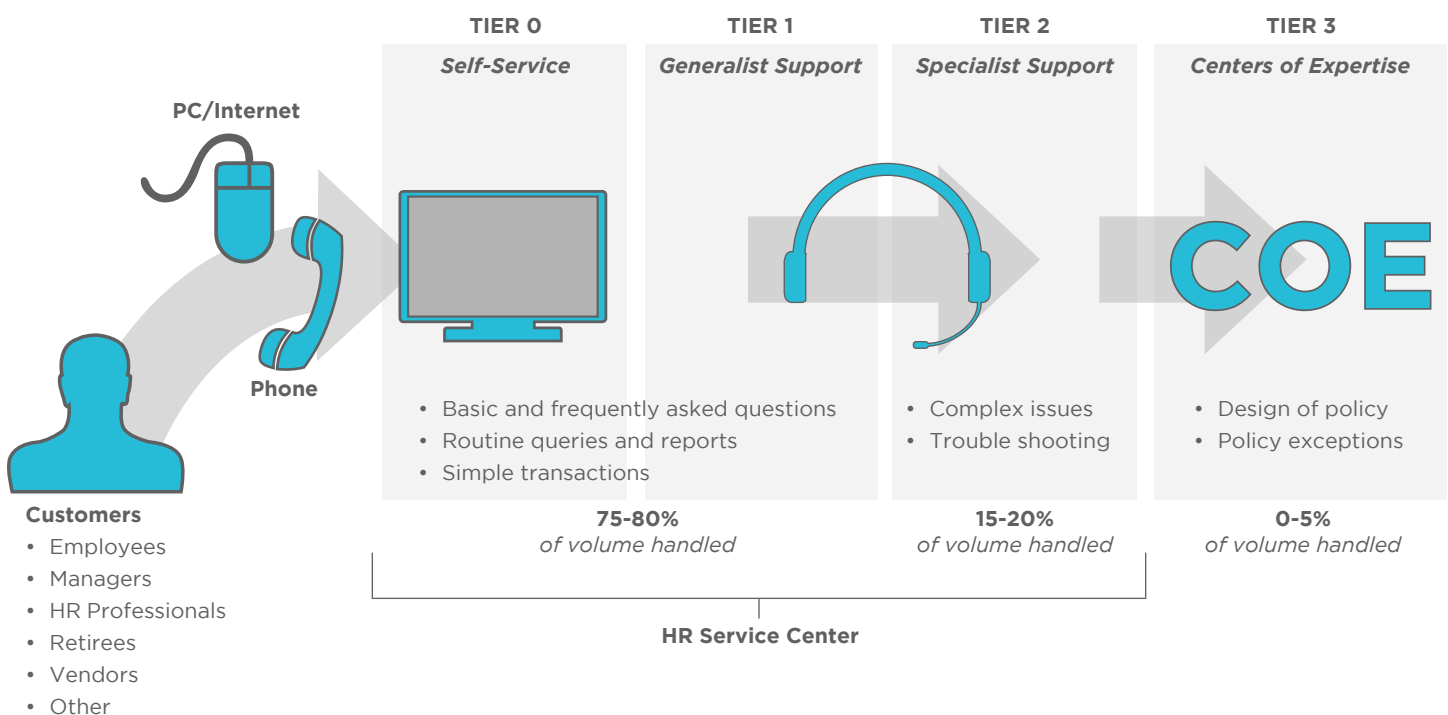 TIER 0
TIER 1
TIER 2
TIER 3
Self-Service
Generalist Support
Specialist Support
Centers of Expertise
PC/Internet
Phone
COE
• Basic and frequently asked questions
• Routine queries and reports
• Simple transactions
• Complex issues
• Trouble shooting
• Design of policy
• Policy exceptions
75-80%
of volume handled
15-20%
of volume handled
0-5%
of volume handled
HR Service Center
Customers
• Employees
• Managers
• HR Professionals
• Retirees
• Vendors
• Other